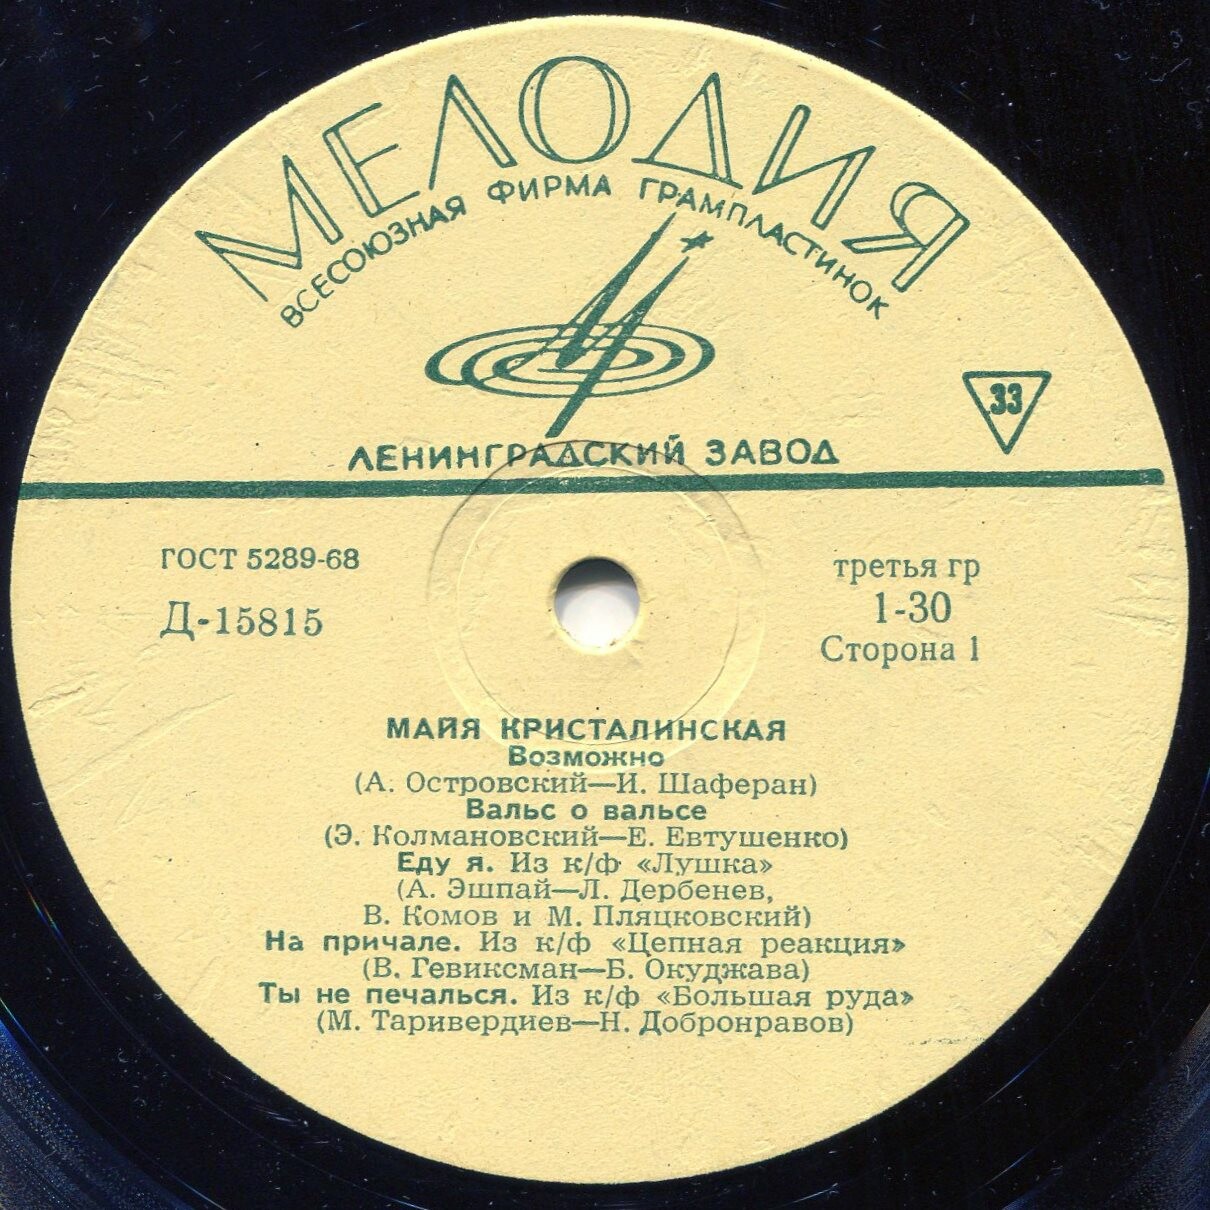 МЕЛОДИЯ
ВСЕСОЮЗНАЯ ФИРМА ГРАМПЛАСТИНОК
33
ЛЕНИНГРАДСКИЙ ЗАВОД
ГОСТ 5289-68
Д-15815
третья гр
1-30
Сторона 1
МАЙЯ КРИСТАЛИНСКАЯ
Возможно
(А. Островский—И. Шаферан)
Вальс о вальсе
(Э. Колмановский—Е. Евтушенко)
Еду я. Из к/ф «Лушка»
(А. Эшпай—Л. Дербенев,
В. Комов и М. Пляцковский)
На причале. Из к/ф «Цепная реакция»
(В. Гевиксман—Б. Окуджава)
Ты не печалься. Из к/ф «Большая руда»
(М. Таривердиев—Н. Добронравов)